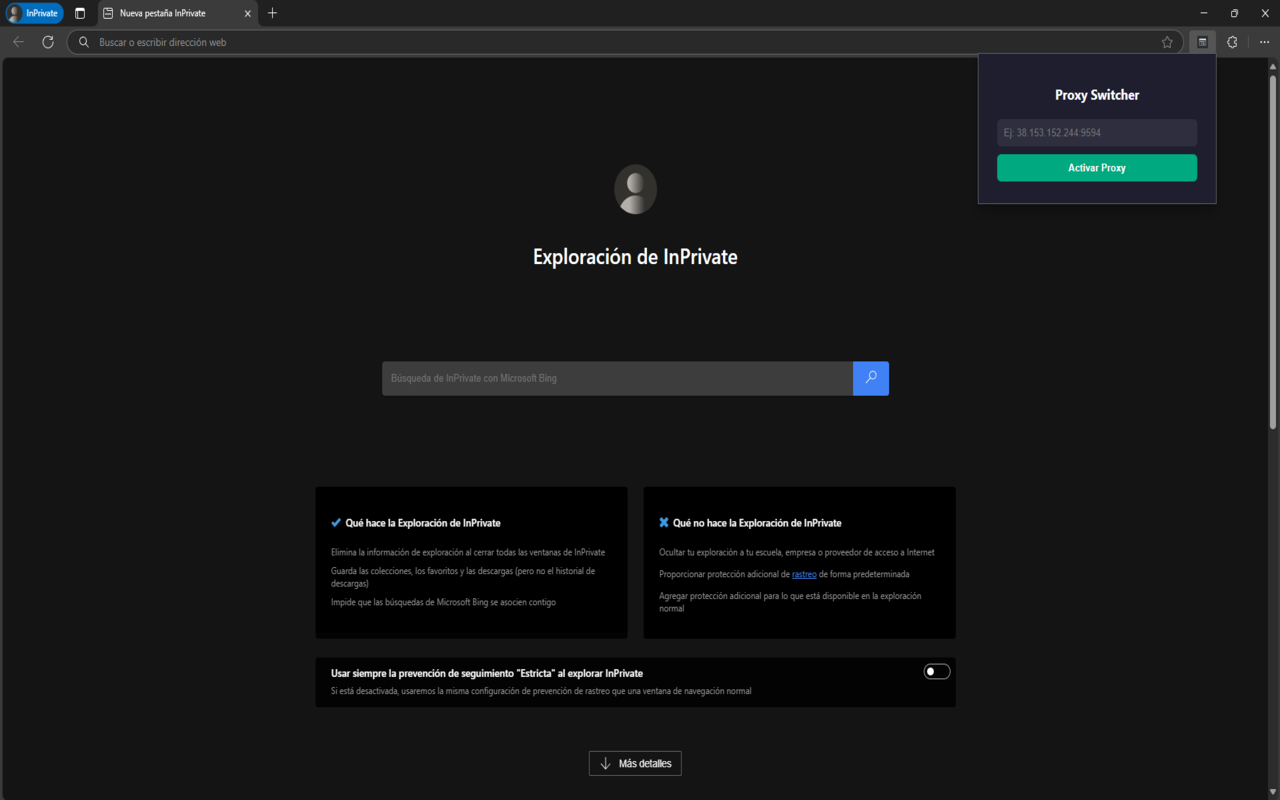 InPrivate
Nueva pestaña InPrivate
Buscar o escribir dirección web
Proxy Switcher
Ej: 38.153.152.244:9594
Activar Proxy
Exploración de InPrivate
Búsqueda de InPrivate con Microsoft Bing
Qué hace la Exploración de InPrivate
Elimina la información de exploración al cerrar todas las ventanas de InPrivate
Guarda las colecciones, los favoritos y las descargas (pero no el historial de
descargas)
Impide que las búsquedas de Microsoft Bing se asocien contigo
Qué no hace la Exploración de InPrivate
Ocultar tu exploración a tu escuela, empresa o proveedor de acceso a Internet
Proporcionar protección adicional de rastreo de forma predeterminada
Agregar protección adicional para lo que está disponible en la exploración
normal
Usar siempre la prevención de seguimiento "Estricta" al explorar InPrivate
Si está desactivada, usaremos la misma configuración de prevención de rastreo que una ventana de navegación normal
Más detalles